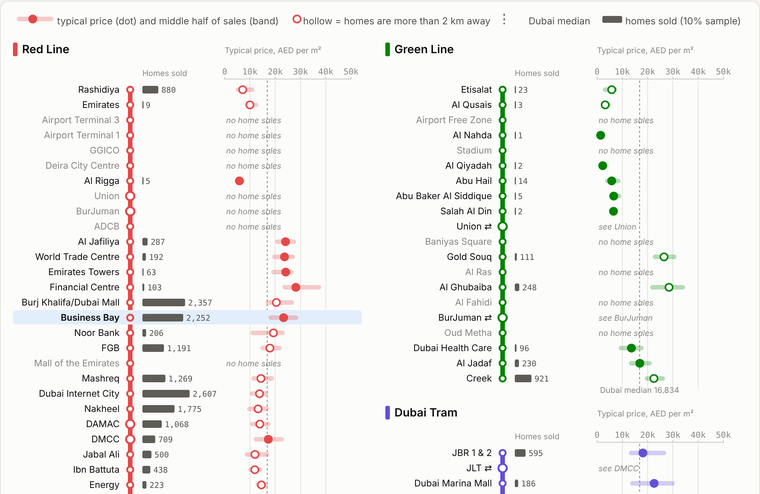 typical price (dot) and middle half of sales (band) hollow = homes are more than 2 km away Dubai median homes sold (10% sample)
Red Line Typical price, AED per m²
Homes sold 0 10k 20k 30k 40k 50k
Rashidiya 880
Emirates 9
Airport Terminal 3 no home sales
Airport Terminal 1 no home sales
GGICO no home sales
Deira City Centre no home sales
Al Rigga 5
Union no home sales
BurJuman no home sales
ADCB no home sales
Al Jafiliya 287
World Trade Centre 192
Emirates Towers 63
Financial Centre 103
Burj Khalifa/Dubai Mall 2,357
Business Bay 2,252
Noor Bank 206
FGB 1,191
Mall of the Emirates no home sales
Mashreq 1,269
Dubai Internet City 2,607
Nakheel 1,775
DAMAC 1,068
DMCC 709
Jabal Ali 500
Ibn Battuta 438
Energy 223
Green Line Typical price, AED per m²
Homes sold 0 10k 20k 30k 40k 50k
Etisalat 23
Al Qusais 3
Airport Free Zone no home sales
Al Nahda 1
Stadium no home sales
Al Qiyadah 2
Abu Hail 14
Abu Baker Al Siddique 5
Salah Al Din 2
Union ⇄ see Union
Baniyas Square no home sales
Gold Souq 111
Al Ras no home sales
Al Ghubaiba 248
Al Fahidi no home sales
BurJuman ⇄ see BurJuman
Oud Metha no home sales
Dubai Health Care 96
Al Jadaf 230
Creek 921
Dubai median 16,834
Dubai Tram Typical price, AED per m²
Homes sold 0 10k 20k 30k 40k 50k
JBR 1 & 2 595
JLT ⇄ see DMCC
Dubai Marina Mall 186